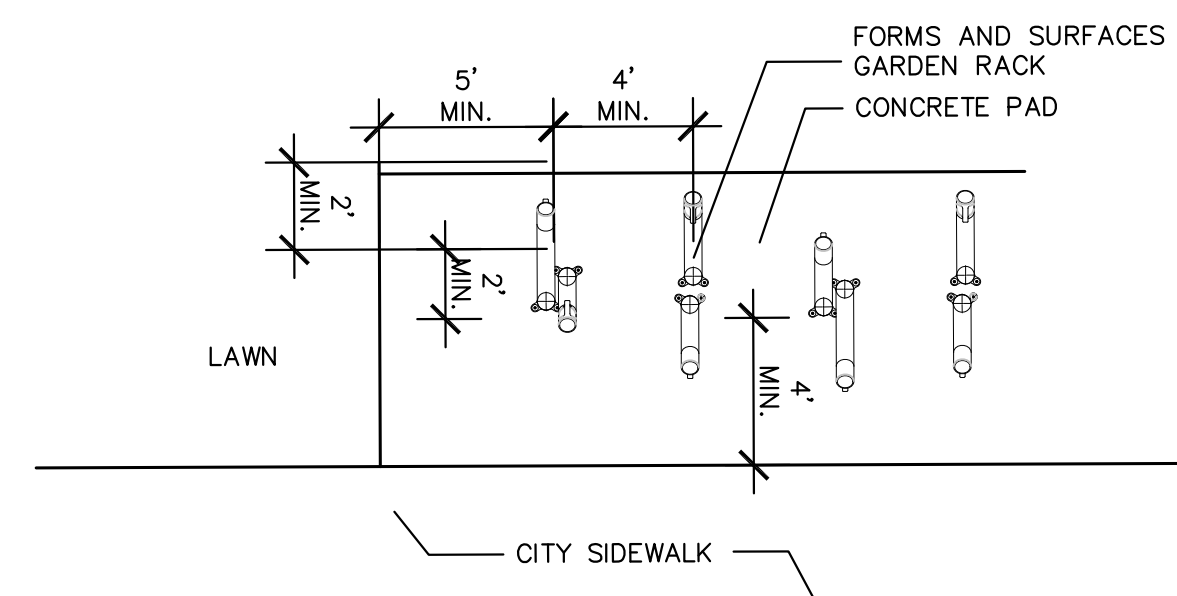 FORMS AND SURFACES
GARDEN RACK
CONCRETE PAD
5'
MIN.
4'
MIN.
2'
MIN.
2'
MIN.
4'
MIN.
LAWN
CITY SIDEWALK